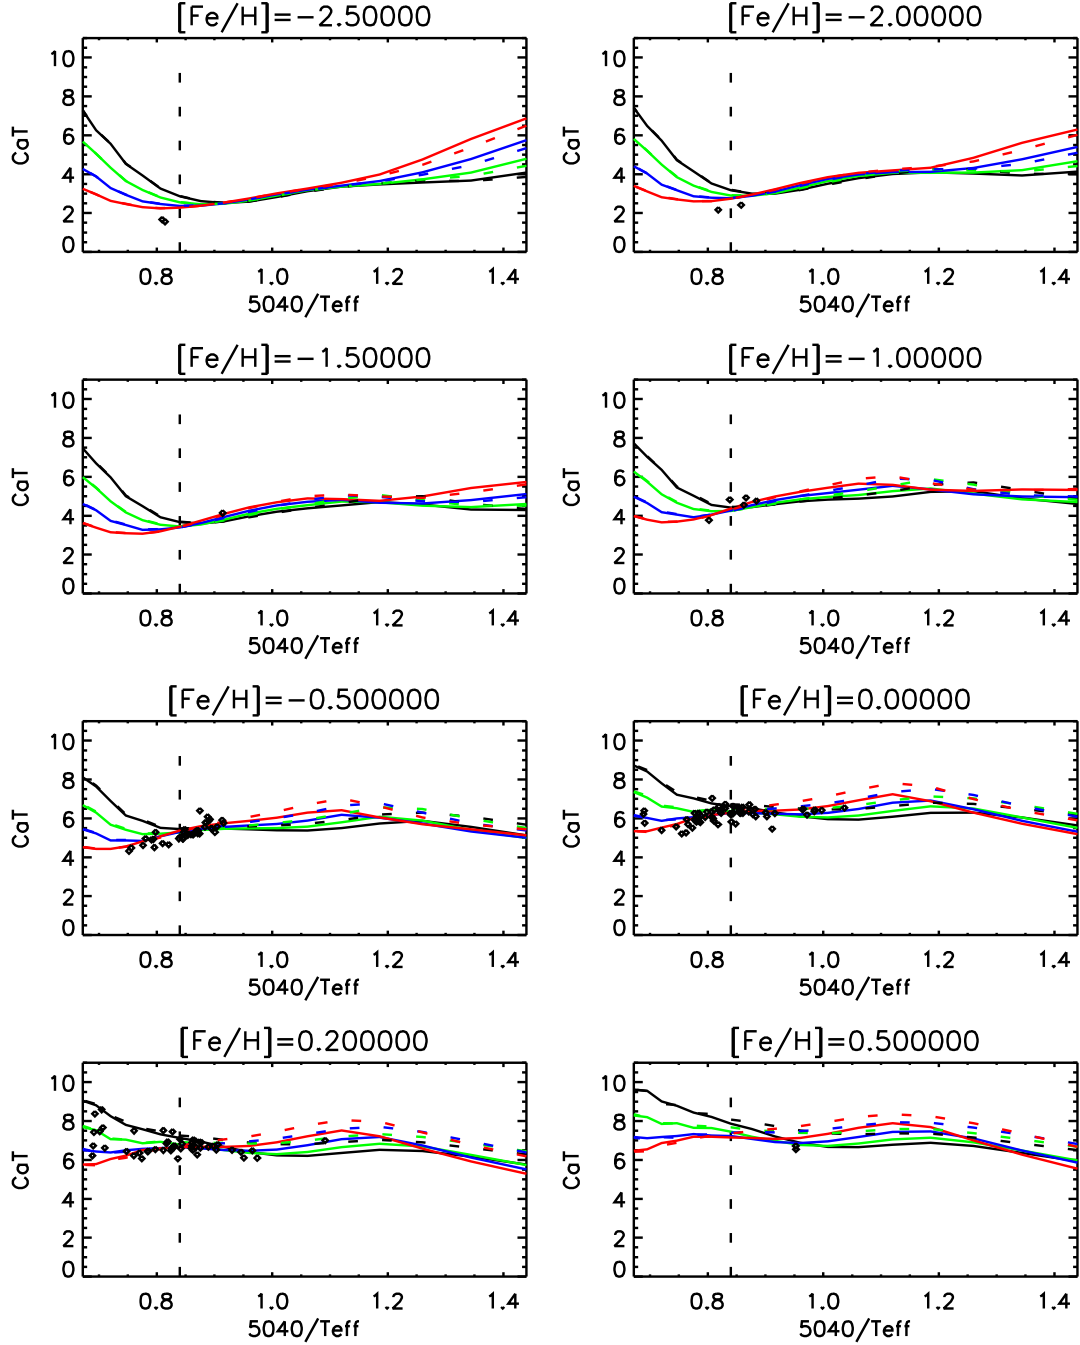 [Fe/H]=−2.50000
[Fe/H]=−2.00000
10
8
6
4
2
0
CaT
0.8 1.0 1.2 1.4
5040/Teff
10
8
6
4
2
0
CaT
0.8 1.0 1.2 1.4
5040/Teff
[Fe/H]=−1.50000
[Fe/H]=−1.00000
10
8
6
4
2
0
CaT
0.8 1.0 1.2 1.4
5040/Teff
10
8
6
4
2
0
CaT
0.8 1.0 1.2 1.4
5040/Teff
[Fe/H]=−0.500000
[Fe/H]=0.00000
10
8
6
4
2
0
CaT
0.8 1.0 1.2 1.4
5040/Teff
10
8
6
4
2
0
CaT
0.8 1.0 1.2 1.4
5040/Teff
[Fe/H]=0.200000
[Fe/H]=0.500000
10
8
6
4
2
0
CaT
0.8 1.0 1.2 1.4
5040/Teff
10
8
6
4
2
0
CaT
0.8 1.0 1.2 1.4
5040/Teff